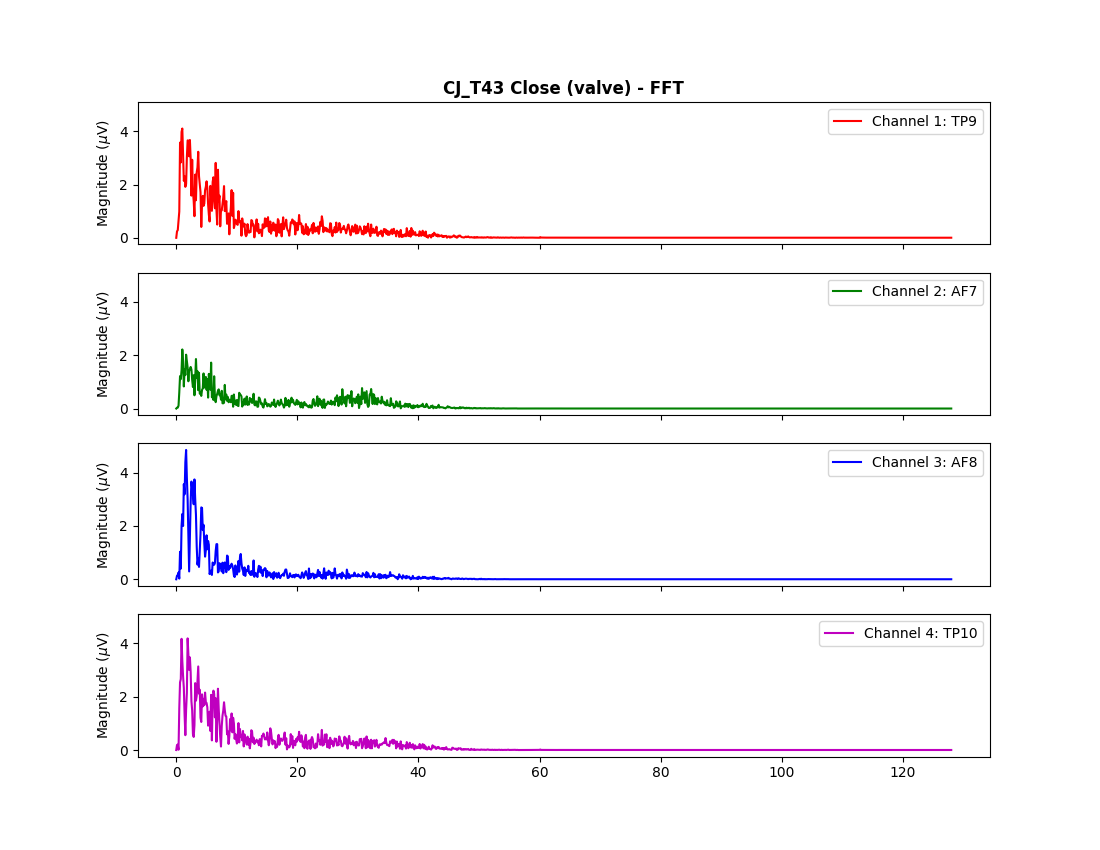 CJ_T43 Close (valve) - FFT
Magnitude (μV)
4
2
0
Channel 1: TP9
Magnitude (μV)
4
2
0
Channel 2: AF7
Magnitude (μV)
4
2
0
Channel 3: AF8
Magnitude (μV)
4
2
0
Channel 4: TP10
0 20 40 60 80 100 120